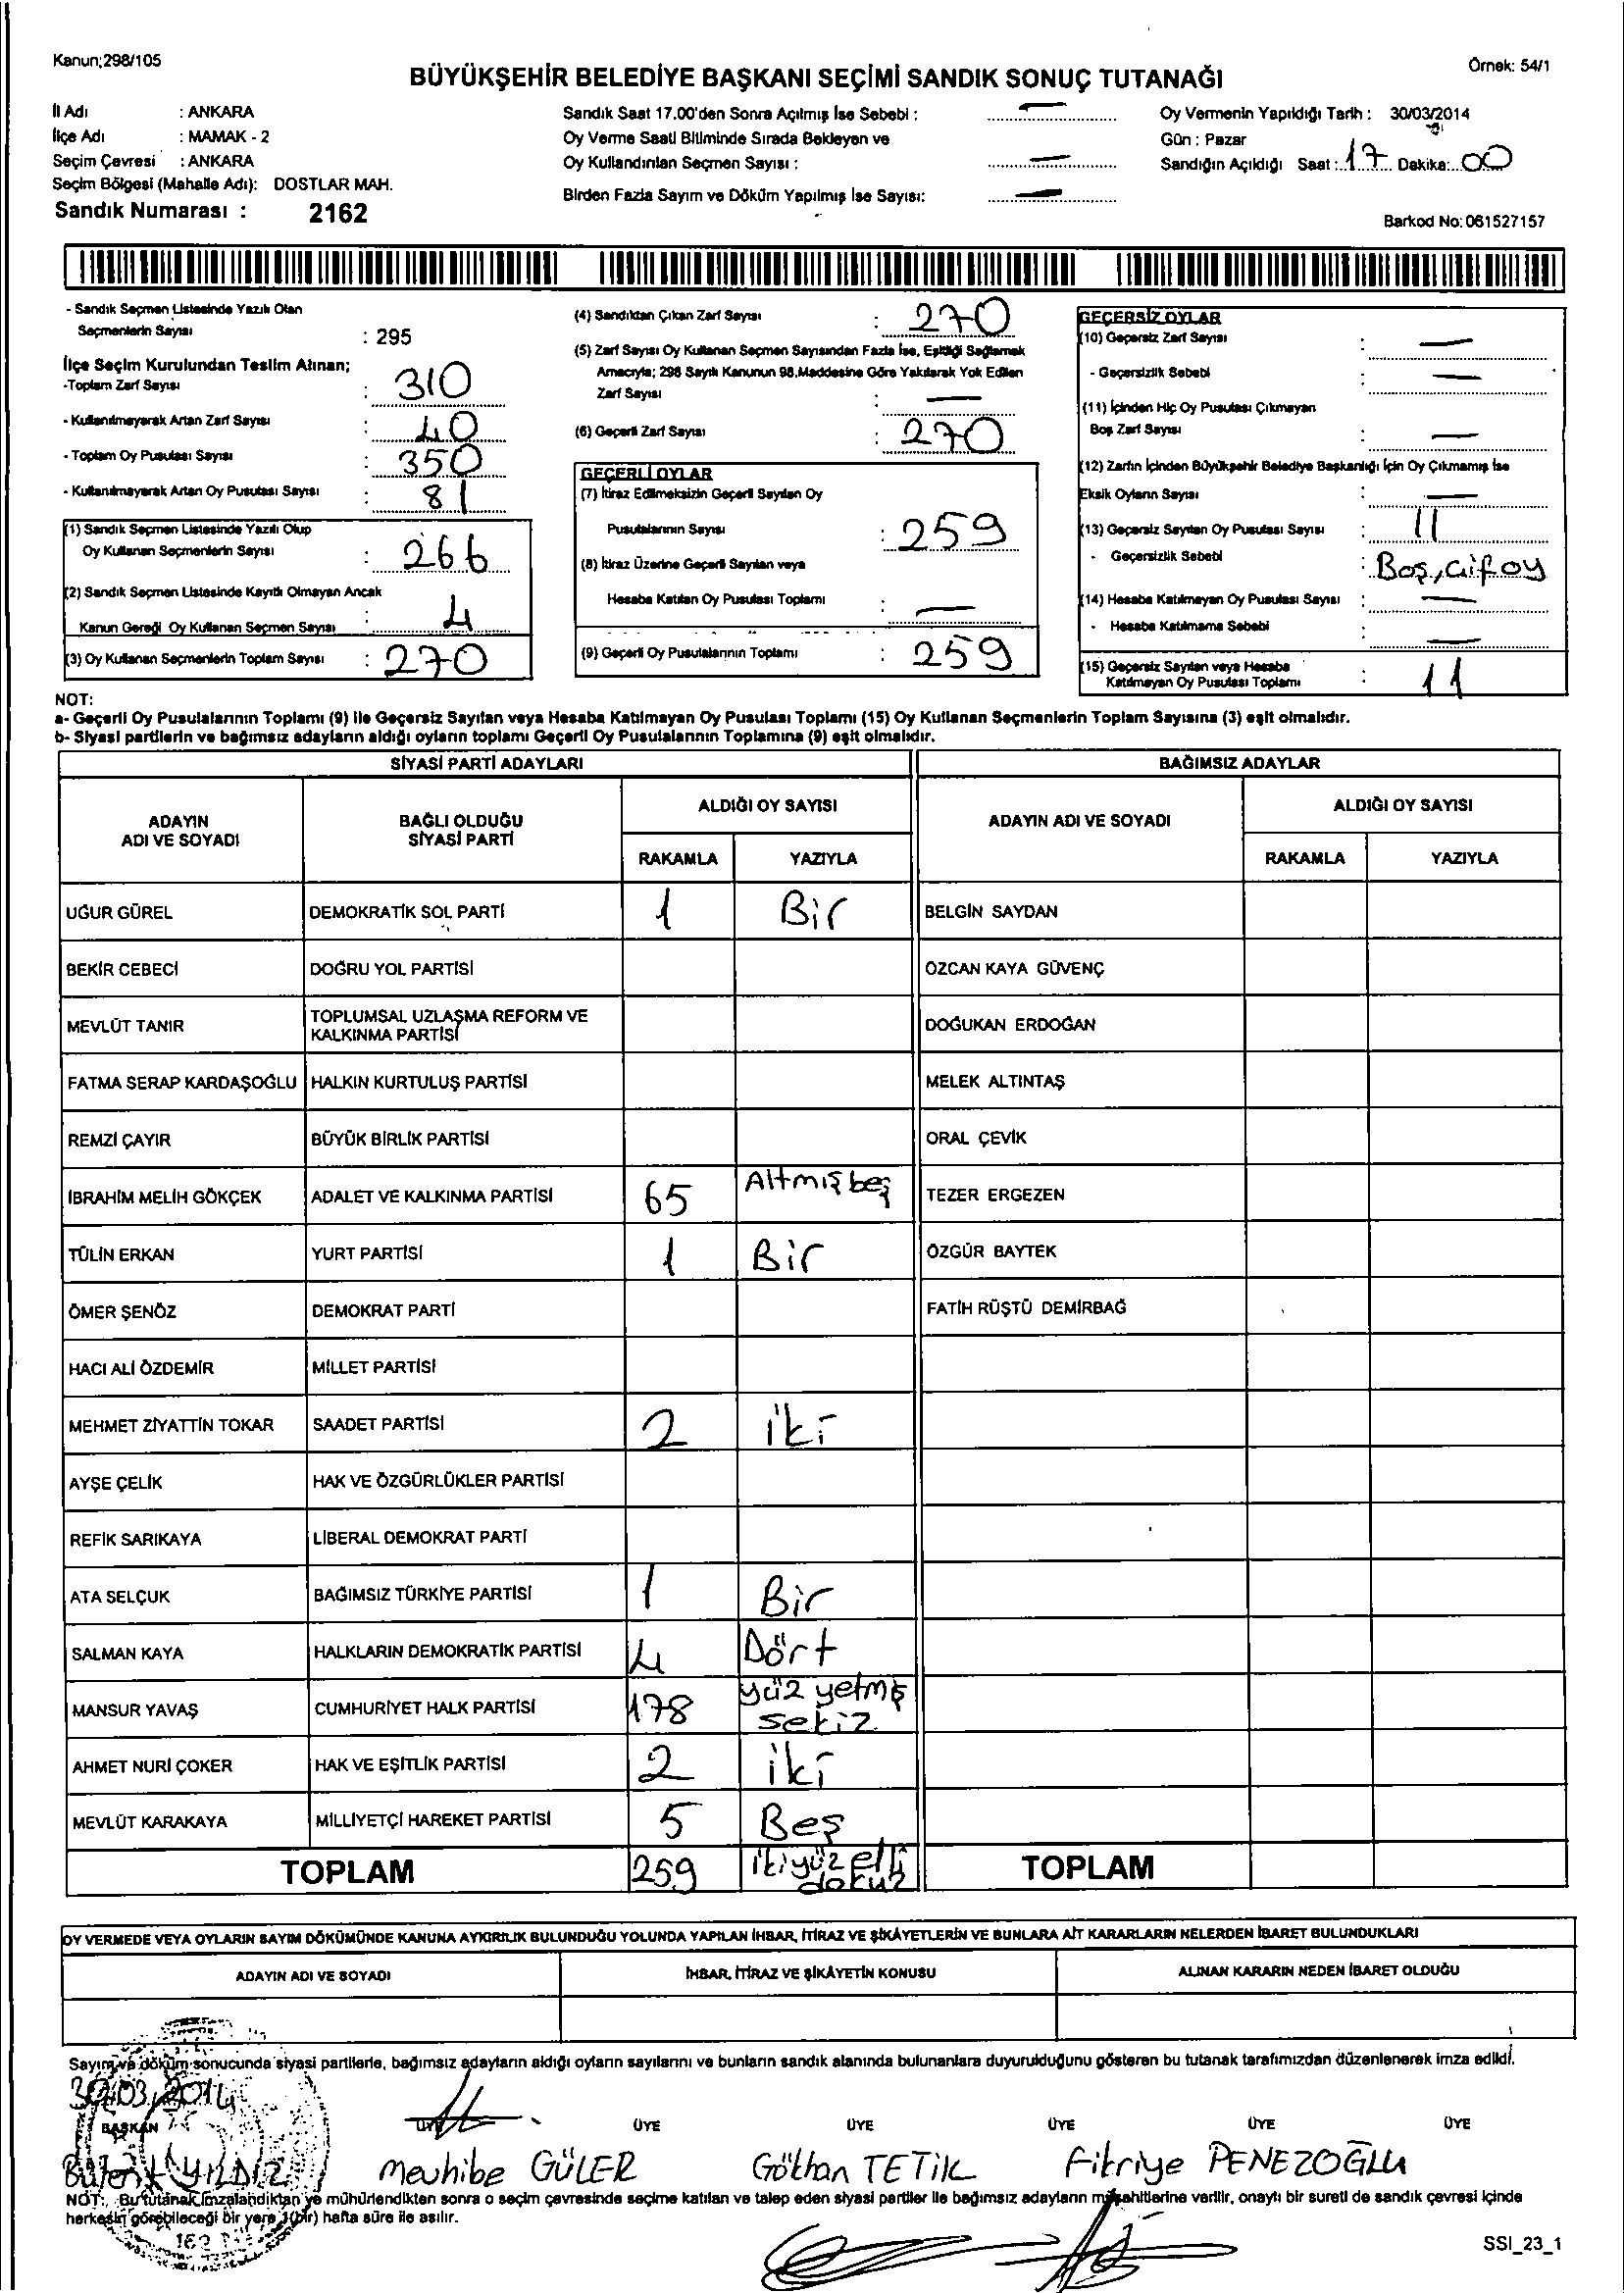 Kanun;298/105
Örnek: 54/1
BÜYÜKŞEHİR BELEDİYE BAŞKANI SEÇİMİ SANDIK SONUÇ TUTANAĞI
İl Adı : ANKARA
İlçe Adı : MAMAK - 2
Seçim Çevresi : ANKARA
Seçim Bölgesi (Mahalle Adı): DOSTLAR MAH.
Sandık Numarası : 2162
Sandık Saat 17.00'den Sonra Açılmış İse Sebebi : —
Oy Verme Saati Bitiminde Sırada Bekleyen ve
Oy Kullandırılan Seçmen Sayısı : —
Birden Fazla Sayım ve Döküm Yapılmış İse Sayısı: —
Oy Vermenin Yapıldığı Tarih : 30/03/2014
Gün : Pazar
Sandığın Açıldığı Saat : 17 Dakika: 00
Barkod No: 061527157
- Sandık Seçmen Listesinde Yazılı Olan
Seçmenlerin Sayısı : 295
İlçe Seçim Kurulundan Teslim Alınan;
-Toplam Zarf Sayısı : 310
- Kullanılmayarak Artan Zarf Sayısı : 40
- Toplam Oy Pusulası Sayısı : 350
- Kullanılmayarak Artan Oy Pusulası Sayısı : 81
(1) Sandık Seçmen Listesinde Yazılı Olup
Oy Kullanan Seçmenlerin Sayısı : 266
(2) Sandık Seçmen Listesinde Kayıtlı Olmayan Ancak
Kanun Gereği Oy Kullanan Seçmen Sayısı : 4
(3) Oy Kullanan Seçmenlerin Toplam Sayısı : 270
(4) Sandıktan Çıkan Zarf Sayısı : 270
(5) Zarf Sayısı Oy Kullanan Seçmen Sayısından Fazla İse, Eşitliği Sağlamak
Amacıyla; 298 Sayılı Kanunun 98.Maddesine Göre Yakılarak Yok Edilen
Zarf Sayısı : —
(6) Geçerli Zarf Sayısı : 270
GEÇERLİ OYLAR
(7) İtiraz Edilmeksizin Geçerli Sayılan Oy
Pusulalarının Sayısı : 259
(8) İtiraz Üzerine Geçerli Sayılan veya
Hesaba Katılan Oy Pusulası Toplamı : —
(9) Geçerli Oy Pusulalarının Toplamı : 259
GEÇERSİZ OYLAR
(10) Geçersiz Zarf Sayısı : —
- Geçersizlik Sebebi : —
(11) İçinden Hiç Oy Pusulası Çıkmayan
Boş Zarf Sayısı : —
(12) Zarfın İçinden Büyükşehir Belediye Başkanlığı İçin Oy Çıkmamış İse
Eksik Oyların Sayısı : —
(13) Geçersiz Sayılan Oy Pusulası Sayısı : 11
- Geçersizlik Sebebi : Boş, Çift oy
(14) Hesaba Katılmayan Oy Pusulası Sayısı : —
- Hesaba Katılmama Sebebi : —
(15) Geçersiz Sayılan veya Hesaba
Katılmayan Oy Pusulası Toplamı : 11
NOT:
a- Geçerli Oy Pusulalarının Toplamı (9) ile Geçersiz Sayılan veya Hesaba Katılmayan Oy Pusulası Toplamı (15) Oy Kullanan Seçmenlerin Toplam Sayısına (3) eşit olmalıdır.
b- Siyasi partilerin ve bağımsız adayların aldığı oyların toplamı Geçerli Oy Pusulalarının Toplamına (9) eşit olmalıdır.
SİYASİ PARTİ ADAYLARI BAĞIMSIZ ADAYLAR
ADAYIN ADI VE SOYADI BAĞLI OLDUĞU SİYASİ PARTİ ALDIĞI OY SAYISI ADAYIN ADI VE SOYADI ALDIĞI OY SAYISI
RAKAMLA YAZIYLA RAKAMLA YAZIYLA
UĞUR GÜREL DEMOKRATİK SOL PARTİ 1 Bir BELGİN SAYDAN
BEKİR CEBECİ DOĞRU YOL PARTİSİ ÖZCAN KAYA GÜVENÇ
MEVLÜT TANIR TOPLUMSAL UZLAŞMA REFORM VE KALKINMA PARTİSİ DOĞUKAN ERDOĞAN
FATMA SERAP KARDAŞOĞLU HALKIN KURTULUŞ PARTİSİ MELEK ALTINTAŞ
REMZİ ÇAYIR BÜYÜK BİRLİK PARTİSİ ORAL ÇEVİK
İBRAHİM MELİH GÖKÇEK ADALET VE KALKINMA PARTİSİ 65 Altmışbeş TEZER ERGEZEN
TÜLİN ERKAN YURT PARTİSİ 1 Bir ÖZGÜR BAYTEK
ÖMER ŞENÖZ DEMOKRAT PARTİ FATİH RÜŞTÜ DEMİRBAĞ
HACI ALİ ÖZDEMİR MİLLET PARTİSİ
MEHMET ZİYATTİN TOKAR SAADET PARTİSİ 2 iki
AYŞE ÇELİK HAK VE ÖZGÜRLÜKLER PARTİSİ
REFİK SARIKAYA LİBERAL DEMOKRAT PARTİ
ATA SELÇUK BAĞIMSIZ TÜRKİYE PARTİSİ 1 Bir
SALMAN KAYA HALKLARIN DEMOKRATİK PARTİSİ 4 Dört
MANSUR YAVAŞ CUMHURİYET HALK PARTİSİ 178 yüz yetmş sekiz
AHMET NURİ ÇOKER HAK VE EŞİTLİK PARTİSİ 2 iki
MEVLÜT KARAKAYA MİLLİYETÇİ HAREKET PARTİSİ 5 Beş
TOPLAM 259 ikiyüz elli dokuz TOPLAM
OY VERMEDE VEYA OYLARIN SAYIM DÖKÜMÜNDE KANUNA AYKIRILIK BULUNDUĞU YOLUNDA YAPILAN İHBAR, İTİRAZ VE ŞİKÂYETLERİN VE BUNLARA AİT KARARLARIN NELERDEN İBARET BULUNDUKLARI
ADAYIN ADI VE SOYADI İHBAR, İTİRAZ VE ŞİKÂYETİN KONUSU ALINAN KARARIN NEDEN İBARET OLDUĞU
Sayım ve döküm sonucunda siyasi partilerle, bağımsız adayların aldığı oyların sayılarını ve bunların sandık alanında bulunanlara duyurulduğunu gösteren bu tutanak tarafımızdan düzenlenerek imza edildi.
30/03/2014
BAŞKAN ÜYE ÜYE ÜYE ÜYE ÜYE ÜYE
Bülent YILDIZ Mevhibe GÜLER Gökhan TETİK Fikriye PENEZOĞLU
NOT: Bu tutanak imzalandıktan ve mühürlendikten sonra o seçim çevresinde seçime katılan ve talep eden siyasi partiler ile bağımsız adayların müşahitlerine verilir, onaylı bir sureti de sandık çevresi içinde
herkesin görebileceği bir yere 1(bir) hafta süre ile asılır.
SSI_23_1